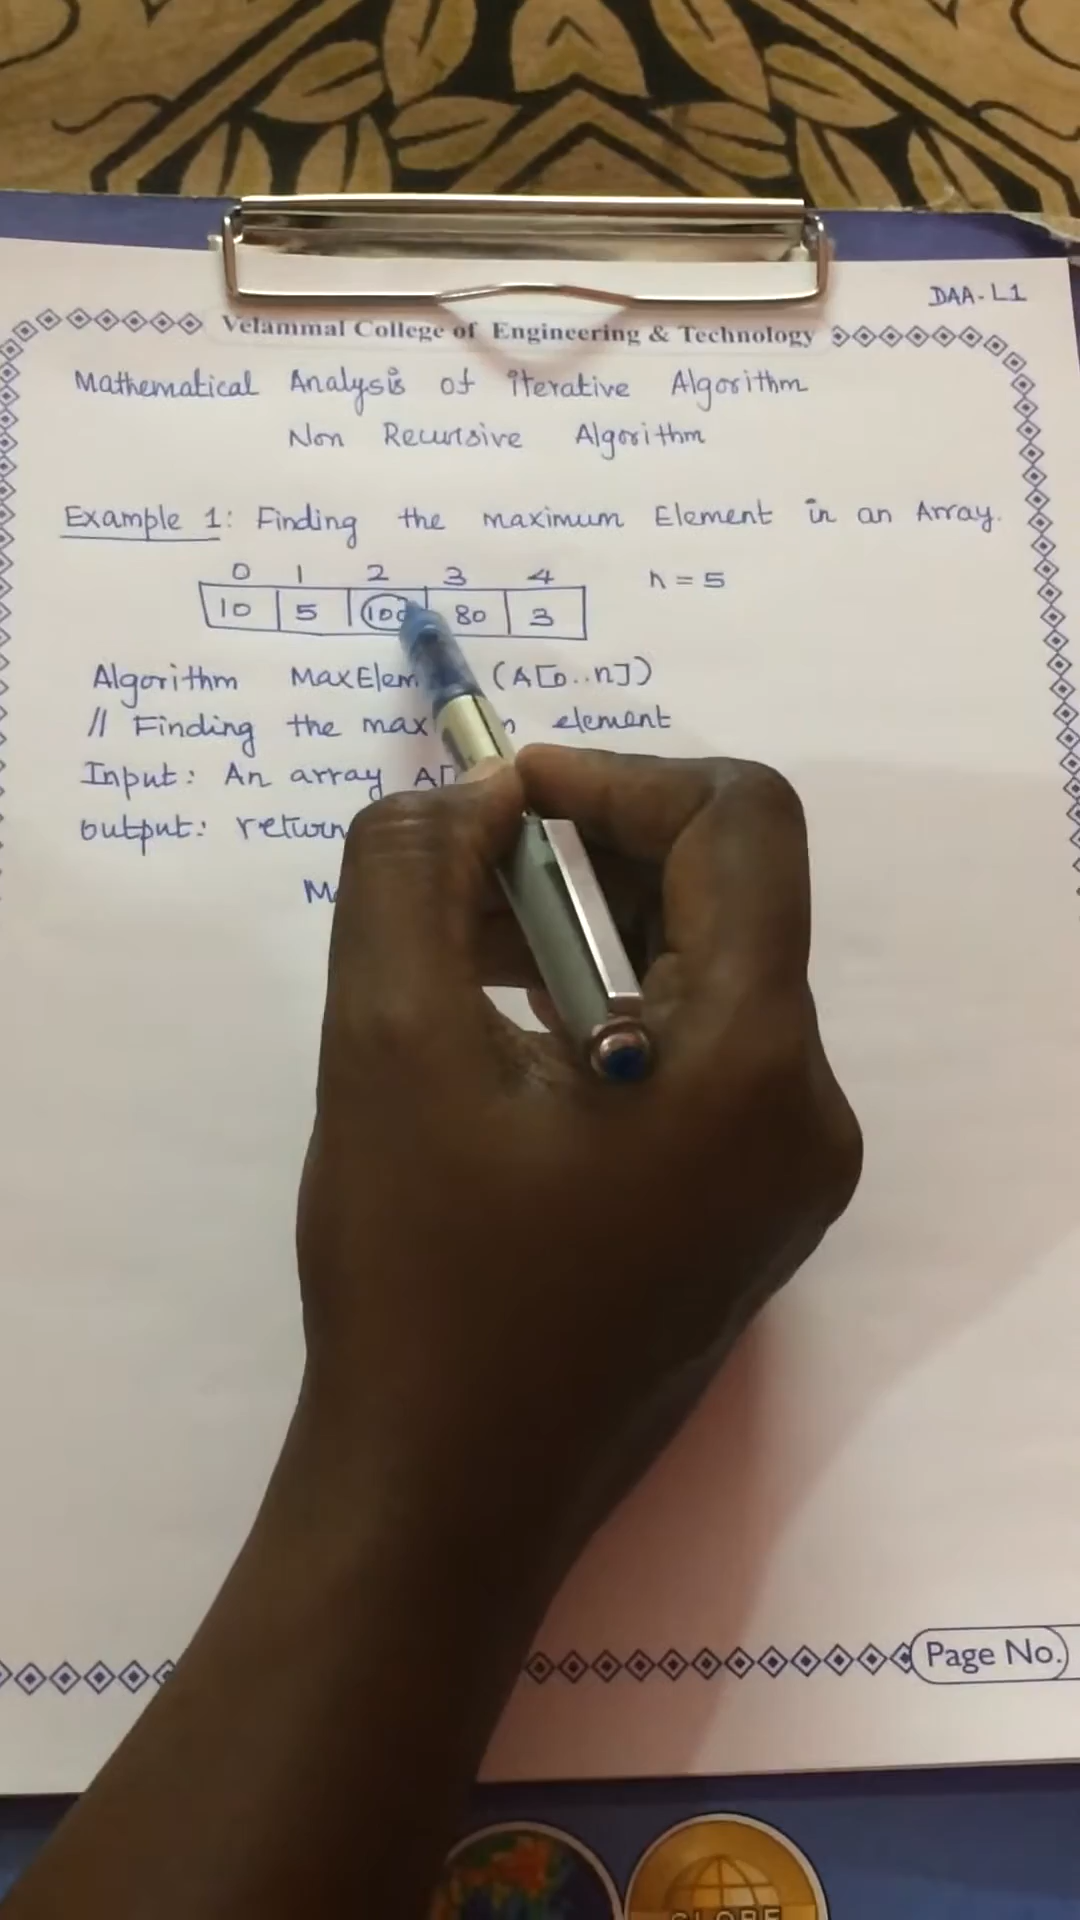 DAA-L1
Velammal College of Engineering & Technology
Mathematical Analysis of iterative Algorithm
Non Recursive Algorithm
Example 1: Finding the maximum Element in an Array.
0 1 2 3 4 n = 5
10 5 100 80 3
Algorithm MaxElem (A[0..n])
// Finding the max element
Input: An array A[
output: return
Page No.
GLOBE